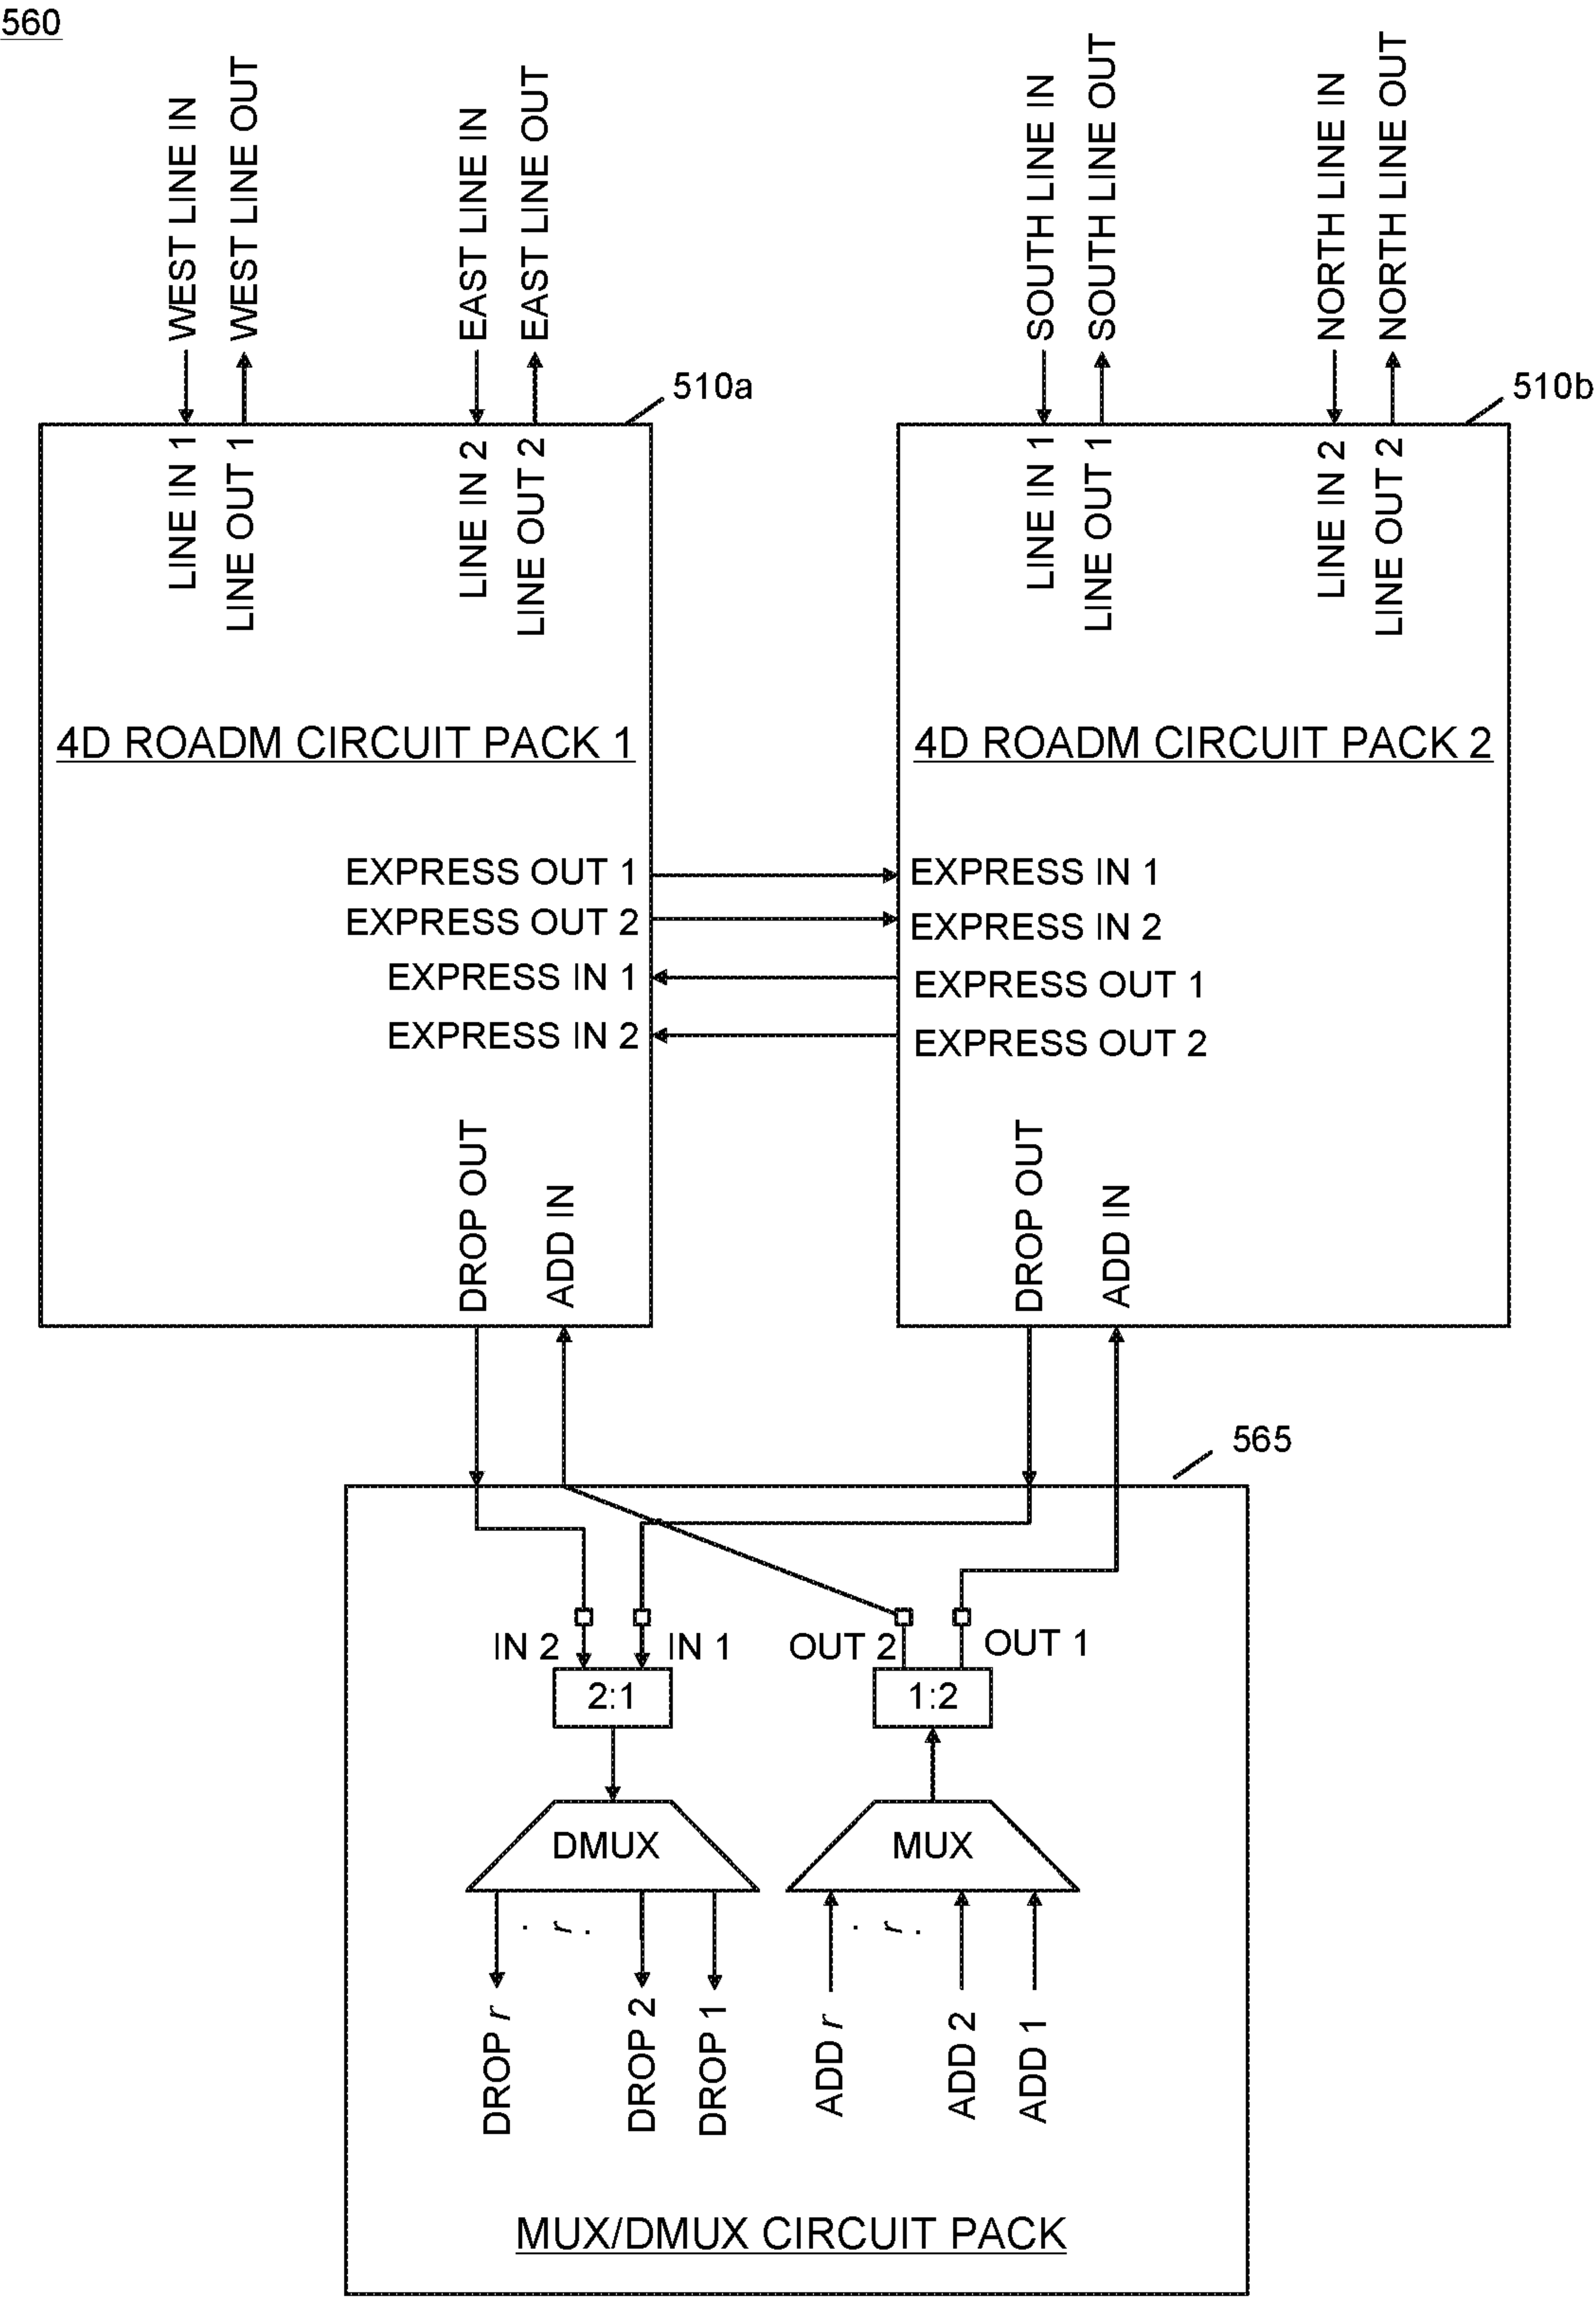 560
WEST LINE IN
WEST LINE OUT
EAST LINE IN
EAST LINE OUT
SOUTH LINE IN
SOUTH LINE OUT
NORTH LINE IN
NORTH LINE OUT
510a
510b
LINE IN 1
LINE OUT 1
LINE IN 2
LINE OUT 2
LINE IN 1
LINE OUT 1
LINE IN 2
LINE OUT 2
4D ROADM CIRCUIT PACK 1
4D ROADM CIRCUIT PACK 2
EXPRESS OUT 1
EXPRESS IN 1
EXPRESS OUT 2
EXPRESS IN 2
EXPRESS IN 1
EXPRESS OUT 1
EXPRESS IN 2
EXPRESS OUT 2
DROP OUT
ADD IN
DROP OUT
ADD IN
565
IN 2
IN 1
OUT 2
OUT 1
2:1
1:2
DMUX
MUX
. r .
. r .
DROP r
DROP 2
DROP 1
ADD r
ADD 2
ADD 1
MUX/DMUX CIRCUIT PACK